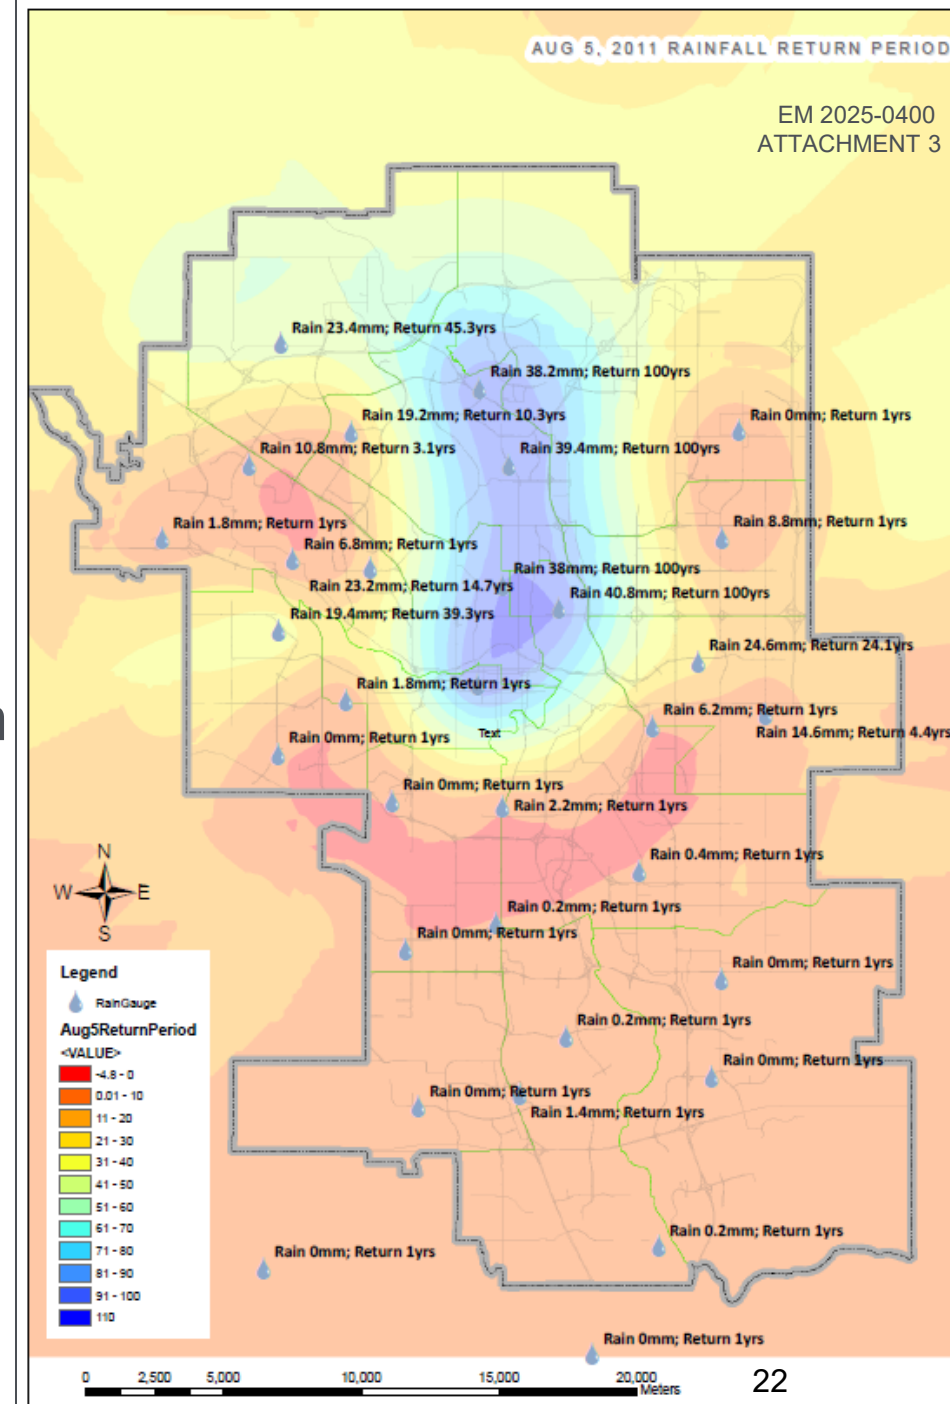 AUG 5, 2011 RAINFALL RETURN PERIOD
EM 2025-0400
ATTACHMENT 3
Rain 23.4mm; Return 45.3yrs
Rain 38.2mm; Return 100yrs
Rain 19.2mm; Return 10.3yrs
Rain 0mm; Return 1yrs
Rain 10.8mm; Return 3.1yrs
Rain 39.4mm; Return 100yrs
Rain 1.8mm; Return 1yrs
Rain 8.8mm; Return 1yrs
Rain 6.8mm; Return 1yrs
Rain 38mm; Return 100yrs
Rain 23.2mm; Return 14.7yrs
Rain 40.8mm; Return 100yrs
Rain 19.4mm; Return 39.3yrs
Rain 24.6mm; Return 24.1yrs
Rain 1.8mm; Return 1yrs
Rain 6.2mm; Return 1yrs
Text
Rain 14.6mm; Return 4.4yrs
Rain 0mm; Return 1yrs
Rain 0mm; Return 1yrs
Rain 2.2mm; Return 1yrs
Rain 0.4mm; Return 1yrs
N
W E
S
Rain 0.2mm; Return 1yrs
Rain 0mm; Return 1yrs
Rain 0mm; Return 1yrs
Rain 0.2mm; Return 1yrs
Rain 0mm; Return 1yrs
Rain 0mm; Return 1yrs
Rain 1.4mm; Return 1yrs
Rain 0.2mm; Return 1yrs
Rain 0mm; Return 1yrs
Rain 0mm; Return 1yrs
Legend
RainGauge
Aug5ReturnPeriod
<VALUE>
-4.8 - 0
0.01 - 10
11 - 20
21 - 30
31 - 40
41 - 50
51 - 60
61 - 70
71 - 80
81 - 90
91 - 100
110
0 2,500 5,000 10,000 15,000 20,000
Meters
22